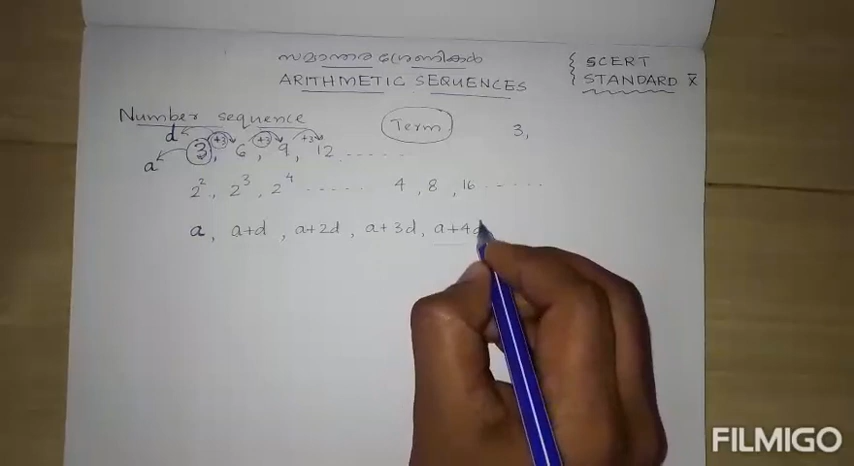 സമാന്തര ശ്രേണികൾ
ARITHMETIC SEQUENCES
SCERT
STANDARD X
Number sequence
Term
3,
d +3 +3 +3
3, 6, 9, 12 .......
a
2², 2³, 2⁴ ...... 4, 8, 16 ......
a, a+d, a+2d, a+3d, a+4d
FILMIGO